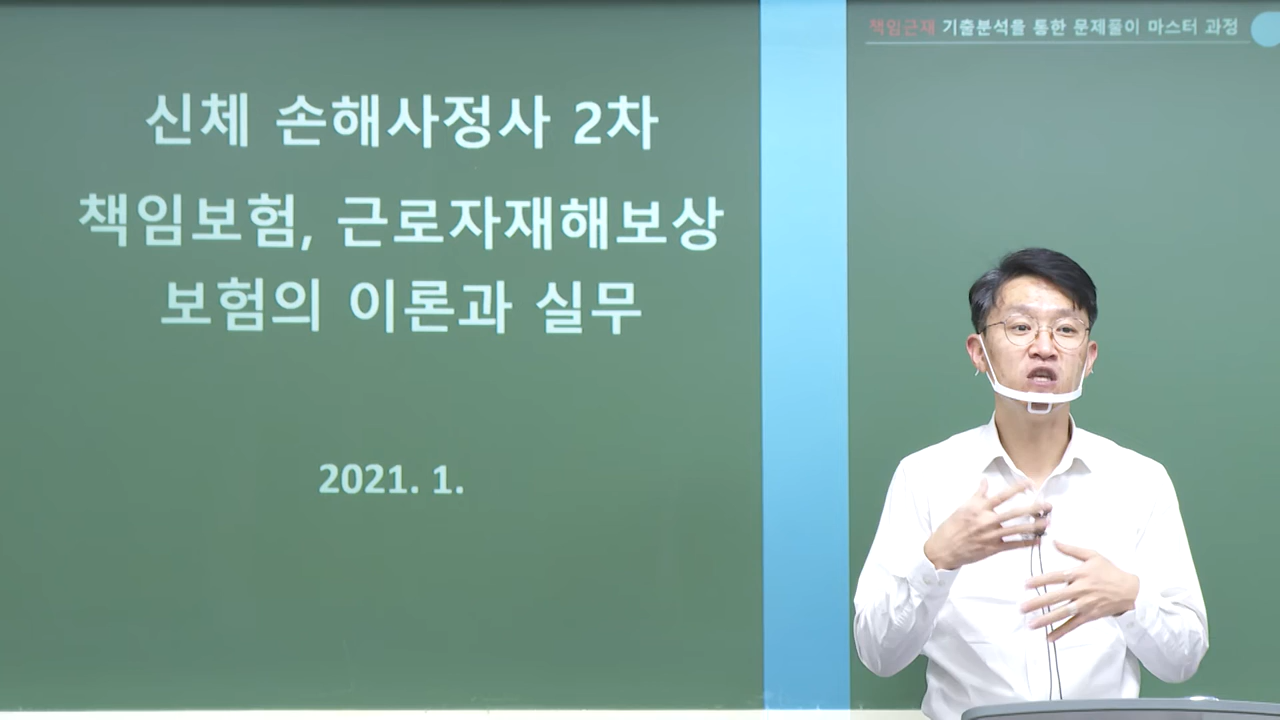 책임근재 기출분석을 통한 문제풀이 마스터 과정
신체 손해사정사 2차
책임보험, 근로자재해보상
보험의 이론과 실무
2021. 1.